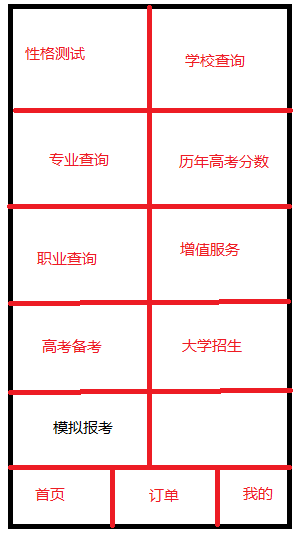 性格测试
学校查询
专业查询
历年高考分数
职业查询
增值服务
高考备考
大学招生
模拟报考
首页
订单
我的